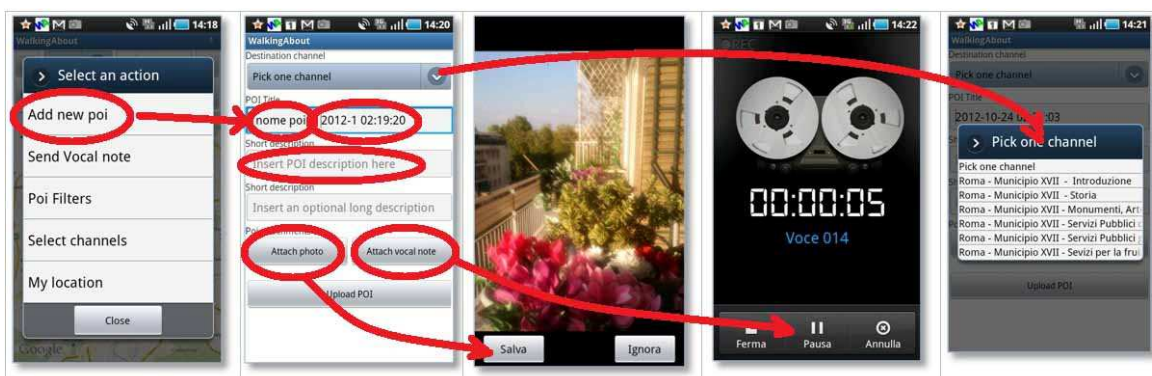 14:18
WalkingAbout
Select an action
Add new poi
Send Vocal note
Poi Filters
Select channels
My location
Close
Google
14:20
WalkingAbout
Destination channel
Pick one channel
POI Title
nome poi 2012-1 02:19:20
Short description
Insert POI description here
Short description
Insert an optional long description
Attach photo
Attach vocal note
Upload POI
Salva
Ignora
14:22
REC
00:00:05
Voce 014
Ferma
Pausa
Annulla
14:21
WalkingAbout
Destination channel
Pick one channel
POI Title
2012-10-24 03
Pick one channel
Pick one channel
Roma - Municipio XVII - Introduzione
Roma - Municipio XVII - Storia
Roma - Municipio XVII - Monumenti, Art
Roma - Municipio XVII - Servizi Pubblici
Roma - Municipio XVII - Servizi Pubblici
Roma - Municipio XVII - Sevizi per la frui
Upload POI